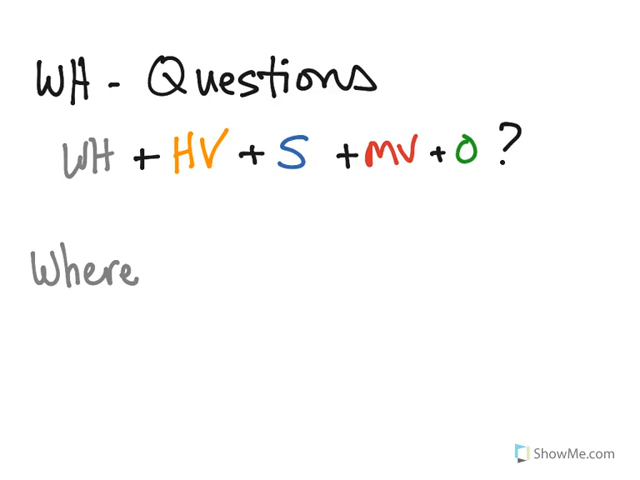 WH - Questions
WH + HV + S + MV + O ?
Where
ShowMe.com